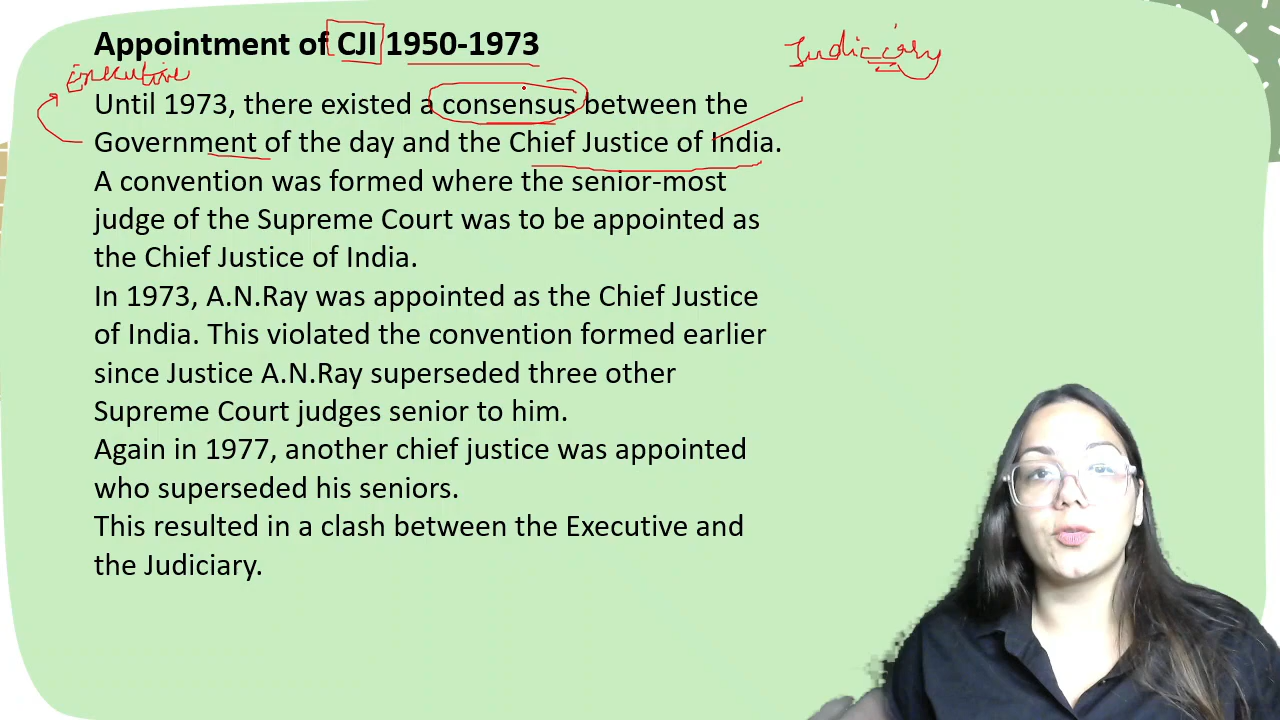 Appointment of CJI 1950-1973
Judiciary
Executive
Until 1973, there existed a consensus between the
Government of the day and the Chief Justice of India.
A convention was formed where the senior-most
judge of the Supreme Court was to be appointed as
the Chief Justice of India.
In 1973, A.N.Ray was appointed as the Chief Justice
of India. This violated the convention formed earlier
since Justice A.N.Ray superseded three other
Supreme Court judges senior to him.
Again in 1977, another chief justice was appointed
who superseded his seniors.
This resulted in a clash between the Executive and
the Judiciary.